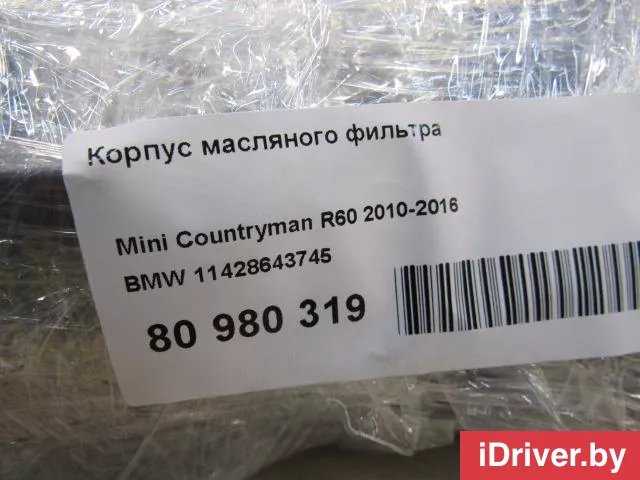 Корпус масляного фильтра
Mini Countryman R60 2010-2016
BMW 11428643745
80 980 319
iDriver.by